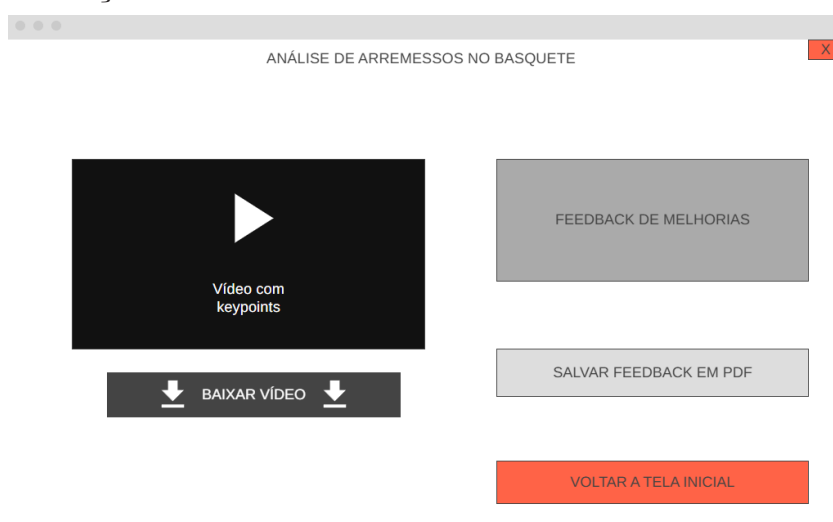 ANÁLISE DE ARREMESSOS NO BASQUETE
X
Vídeo com
keypoints
BAIXAR VÍDEO
FEEDBACK DE MELHORIAS
SALVAR FEEDBACK EM PDF
VOLTAR A TELA INICIAL